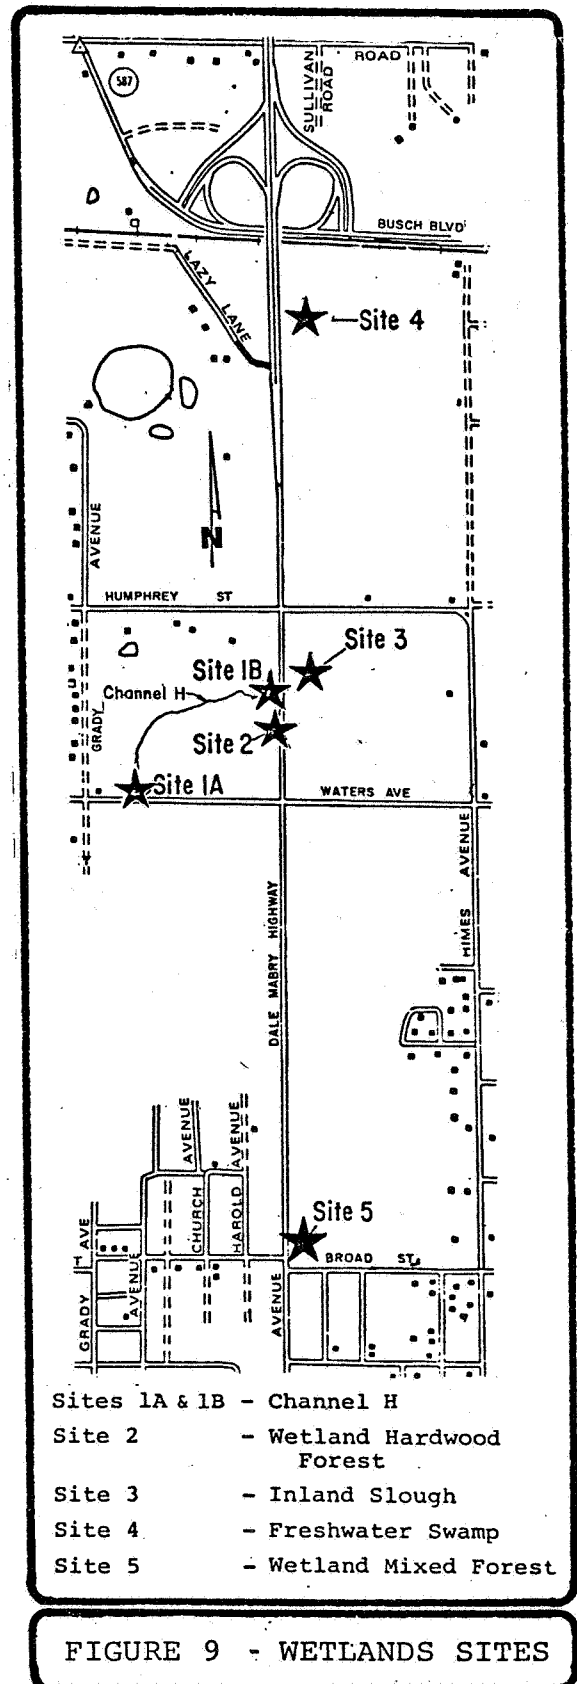 587
SULLIVAN
ROAD
ROAD
BUSCH BLVD
LAZY
LANE
Site 4
AVENUE
N
HUMPHREY ST
Site 3
Site 1B
Channel H
GRADY
Site 2
Site 1A
WATERS AVE
HIMES AVENUE
DALE MABRY HIGHWAY
AVENUE
CHURCH
HAROLD AVENUE
Site 5
BROAD ST.
GRADY AVE
AVENUE
AVENUE
Sites 1A & 1B - Channel H
Site 2 - Wetland Hardwood
Forest
Site 3 - Inland Slough
Site 4 - Freshwater Swamp
Site 5 - Wetland Mixed Forest
FIGURE 9 - WETLANDS SITES